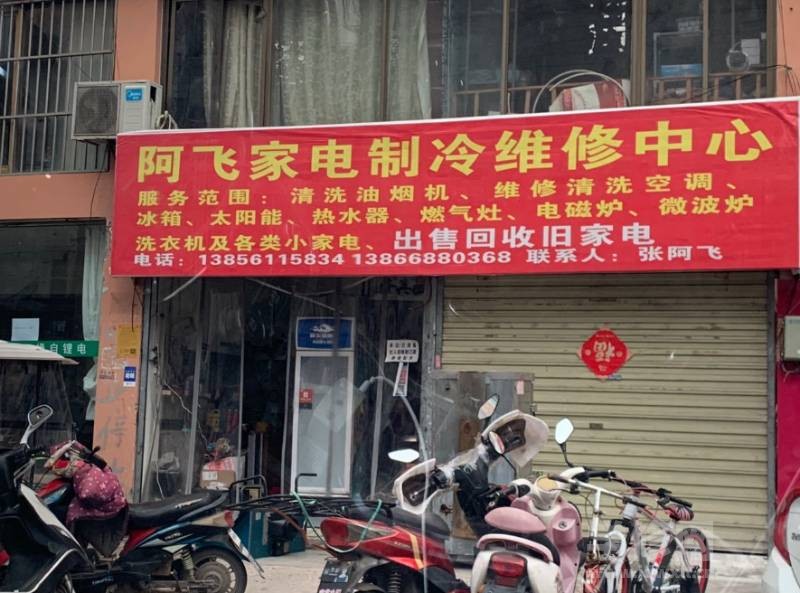 阿飞家电制冷维修中心
服务范围：清洗油烟机、维修清洗空调、
冰箱、太阳能、热水器、燃气灶、电磁炉、微波炉
洗衣机及各类小家电、出售回收旧家电
电话：13856115834 13866880368 联系人：张阿飞
福